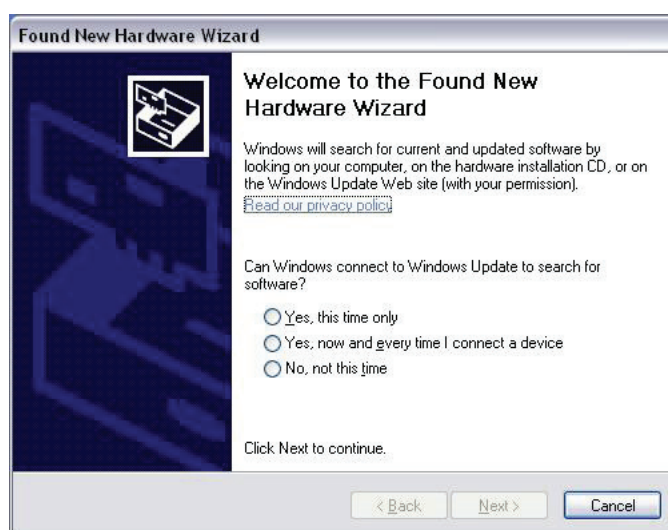 Found New Hardware Wizard
Welcome to the Found New
Hardware Wizard
Windows will search for current and updated software by
looking on your computer, on the hardware installation CD, or on
the Windows Update Web site (with your permission).
Read our privacy policy
Can Windows connect to Windows Update to search for
software?
Yes, this time only
Yes, now and every time I connect a device
No, not this time
Click Next to continue.
< Back
Next >
Cancel